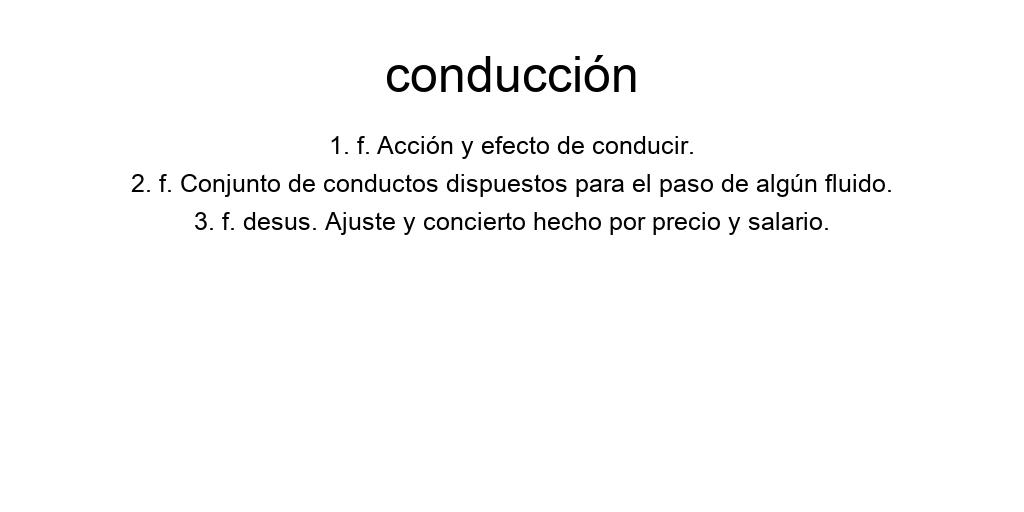 conducción
1. f. Acción y efecto de conducir.
2. f. Conjunto de conductos dispuestos para el paso de algún fluido.
3. f. desus. Ajuste y concierto hecho por precio y salario.